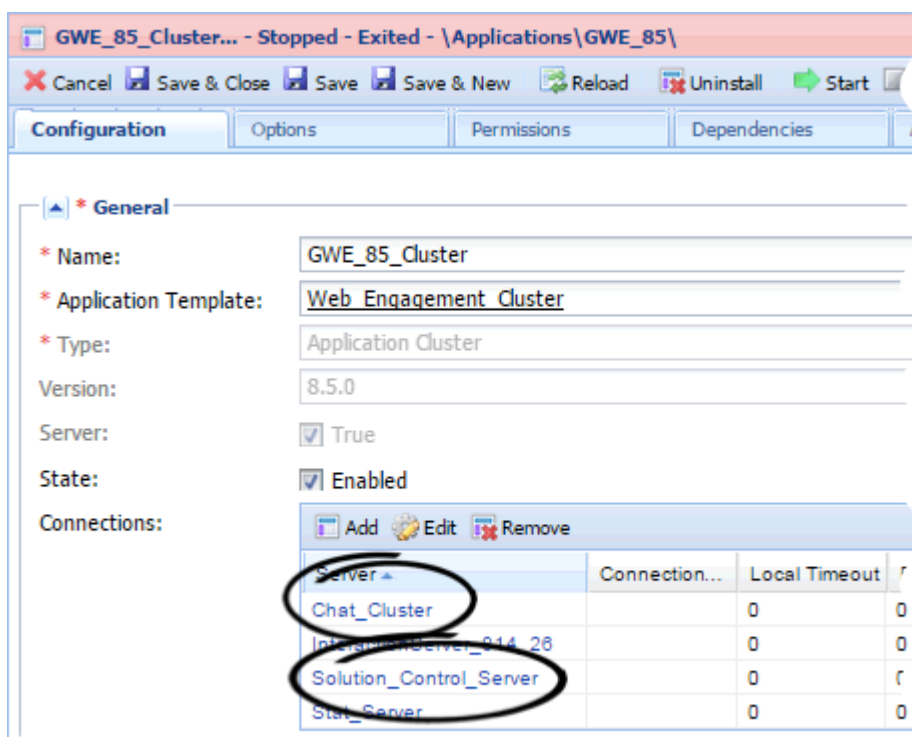 GWE_85_Cluster... - Stopped - Exited - \Applications\GWE_85\
Cancel Save & Close Save Save & New Reload Uninstall Start
Configuration Options Permissions Dependencies
* General
* Name: GWE_85_Cluster
* Application Template: Web_Engagement_Cluster
* Type: Application Cluster
Version: 8.5.0
Server: True
State: Enabled
Connections: Add Edit Remove
Server Connection... Local Timeout
Chat_Cluster 0 0
InteractionServer_814_26 0 0
Solution_Control_Server 0
Stat_Server 0 0